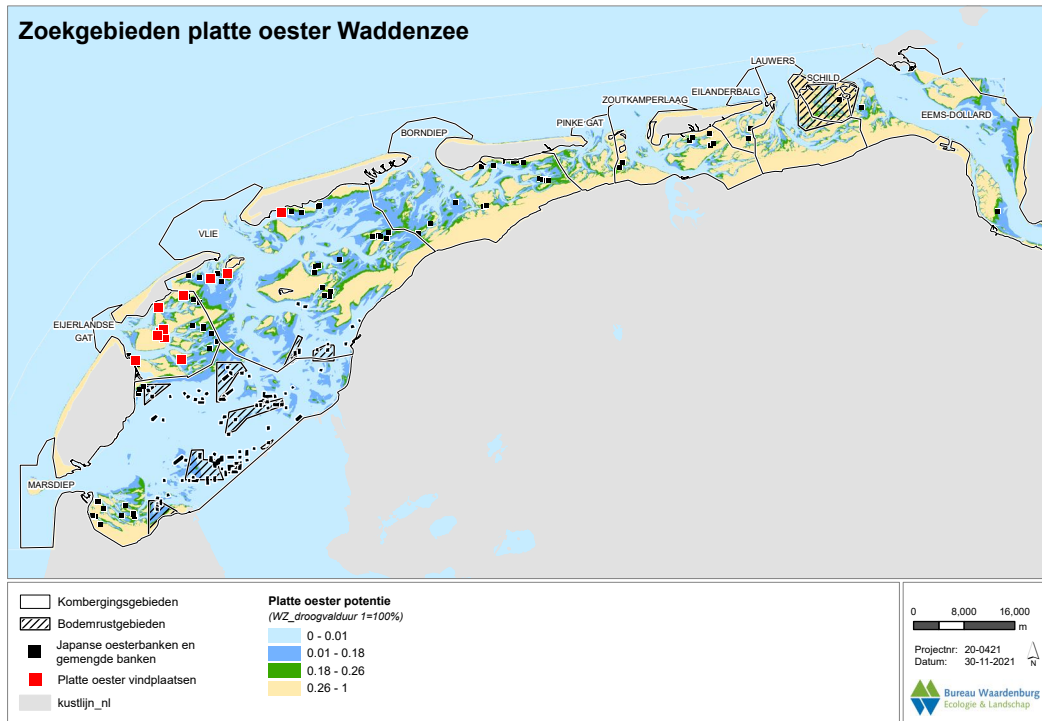 Zoekgebieden platte oester Waddenzee
LAUWERS
SCHILD
EILANDERBALG
ZOUTKAMPERLAAG
EEMS-DOLLARD
PINKE GAT
BORNDIEP
VLIE
EIJERLANDSE
GAT
MARSDIEP
Kombergingsgebieden
Bodemrustgebieden
Japanse oesterbanken en
gemengde banken
Platte oester vindplaatsen
kustlijn_nl
Platte oester potentie
(WZ_droogvalduur 1=100%)
0 - 0.01
0.01 - 0.18
0.18 - 0.26
0.26 - 1
0 8,000 16,000
m
Projectnr: 20-0421
Datum: 30-11-2021
N
Bureau Waardenburg
Ecologie & Landschap